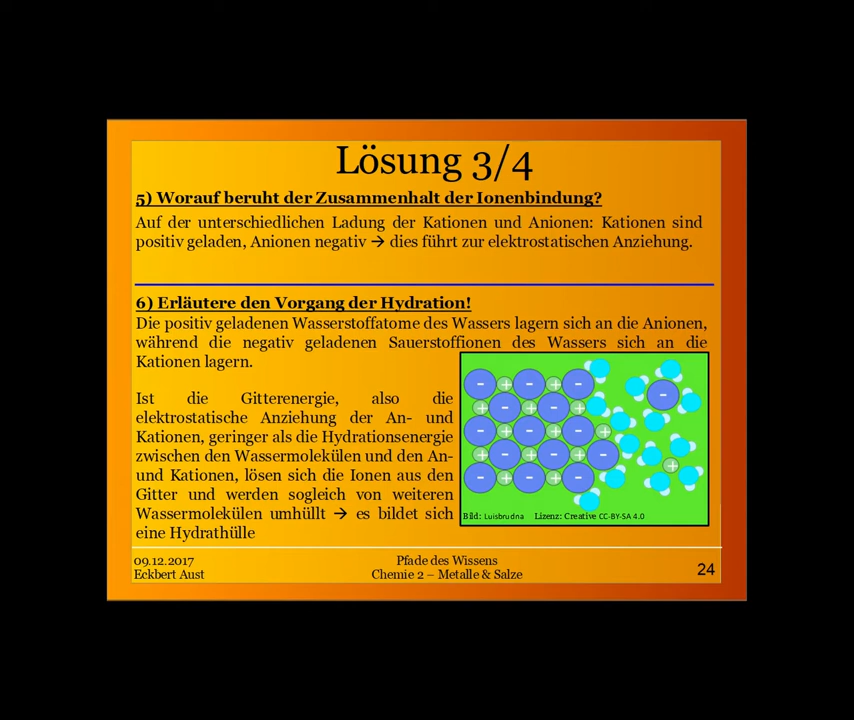 Lösung 3/4
5) Worauf beruht der Zusammenhalt der Ionenbindung?
Auf der unterschiedlichen Ladung der Kationen und Anionen: Kationen sind
positiv geladen, Anionen negativ → dies führt zur elektrostatischen Anziehung.
6) Erläutere den Vorgang der Hydration!
Die positiv geladenen Wasserstoffatome des Wassers lagern sich an die Anionen,
während die negativ geladenen Sauerstoffionen des Wassers sich an die
Kationen lagern.
Ist die Gitterenergie, also die
elektrostatische Anziehung der An- und
Kationen, geringer als die Hydrationsenergie
zwischen den Wassermolekülen und den An-
und Kationen, lösen sich die Ionen aus den
Gitter und werden sogleich von weiteren
Wassermolekülen umhüllt → es bildet sich
eine Hydrathülle
- + - + - -
+ - + - +
- + - + - +
+ - + - + - +
- + - + -
Bild: Luisbrudna Lizenz: Creative CC-BY-SA 4.0
09.12.2017 Pfade des Wissens
Eckbert Aust Chemie 2 – Metalle & Salze 24